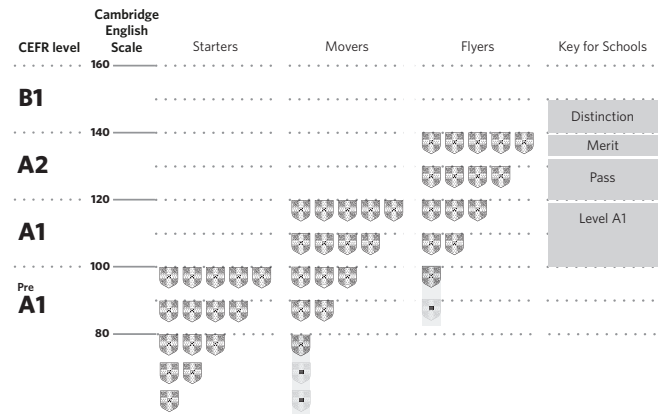 Cambridge
English
Scale
CEFR level
Starters
Movers
Flyers
Key for Schools
160
B1
Distinction
140
Merit
A2
Pass
120
Level A1
A1
100
Pre
A1
80